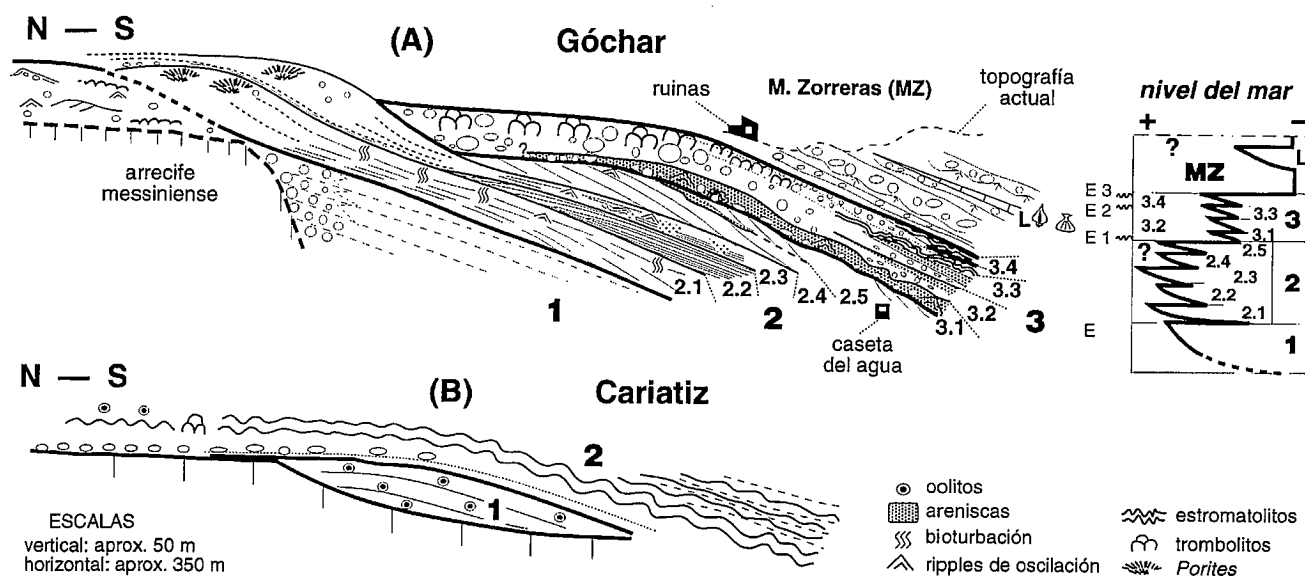 N — S
(A)
Góchar
ruinas
M. Zorreras (MZ)
topografía
actual
arrecife
messiniense
?
L
2.1
2.2
2.3
2.4
2.5
3.1
3.2
3.3
3.4
1
2
3
caseta
del agua
nivel del mar
+ –
?
MZ
L
E 3
E 2
E 1
E
3.4
3.2
3.3
3.1
3
?
2.5
2.4
2.3
2.2
2.1
2
1
N — S
(B)
Cariatiz
1
2
ESCALAS
vertical: aprox. 50 m
horizontal: aprox. 350 m
oolitos
areniscas
bioturbación
ripples de oscilación
estromatolitos
trombolitos
Porites